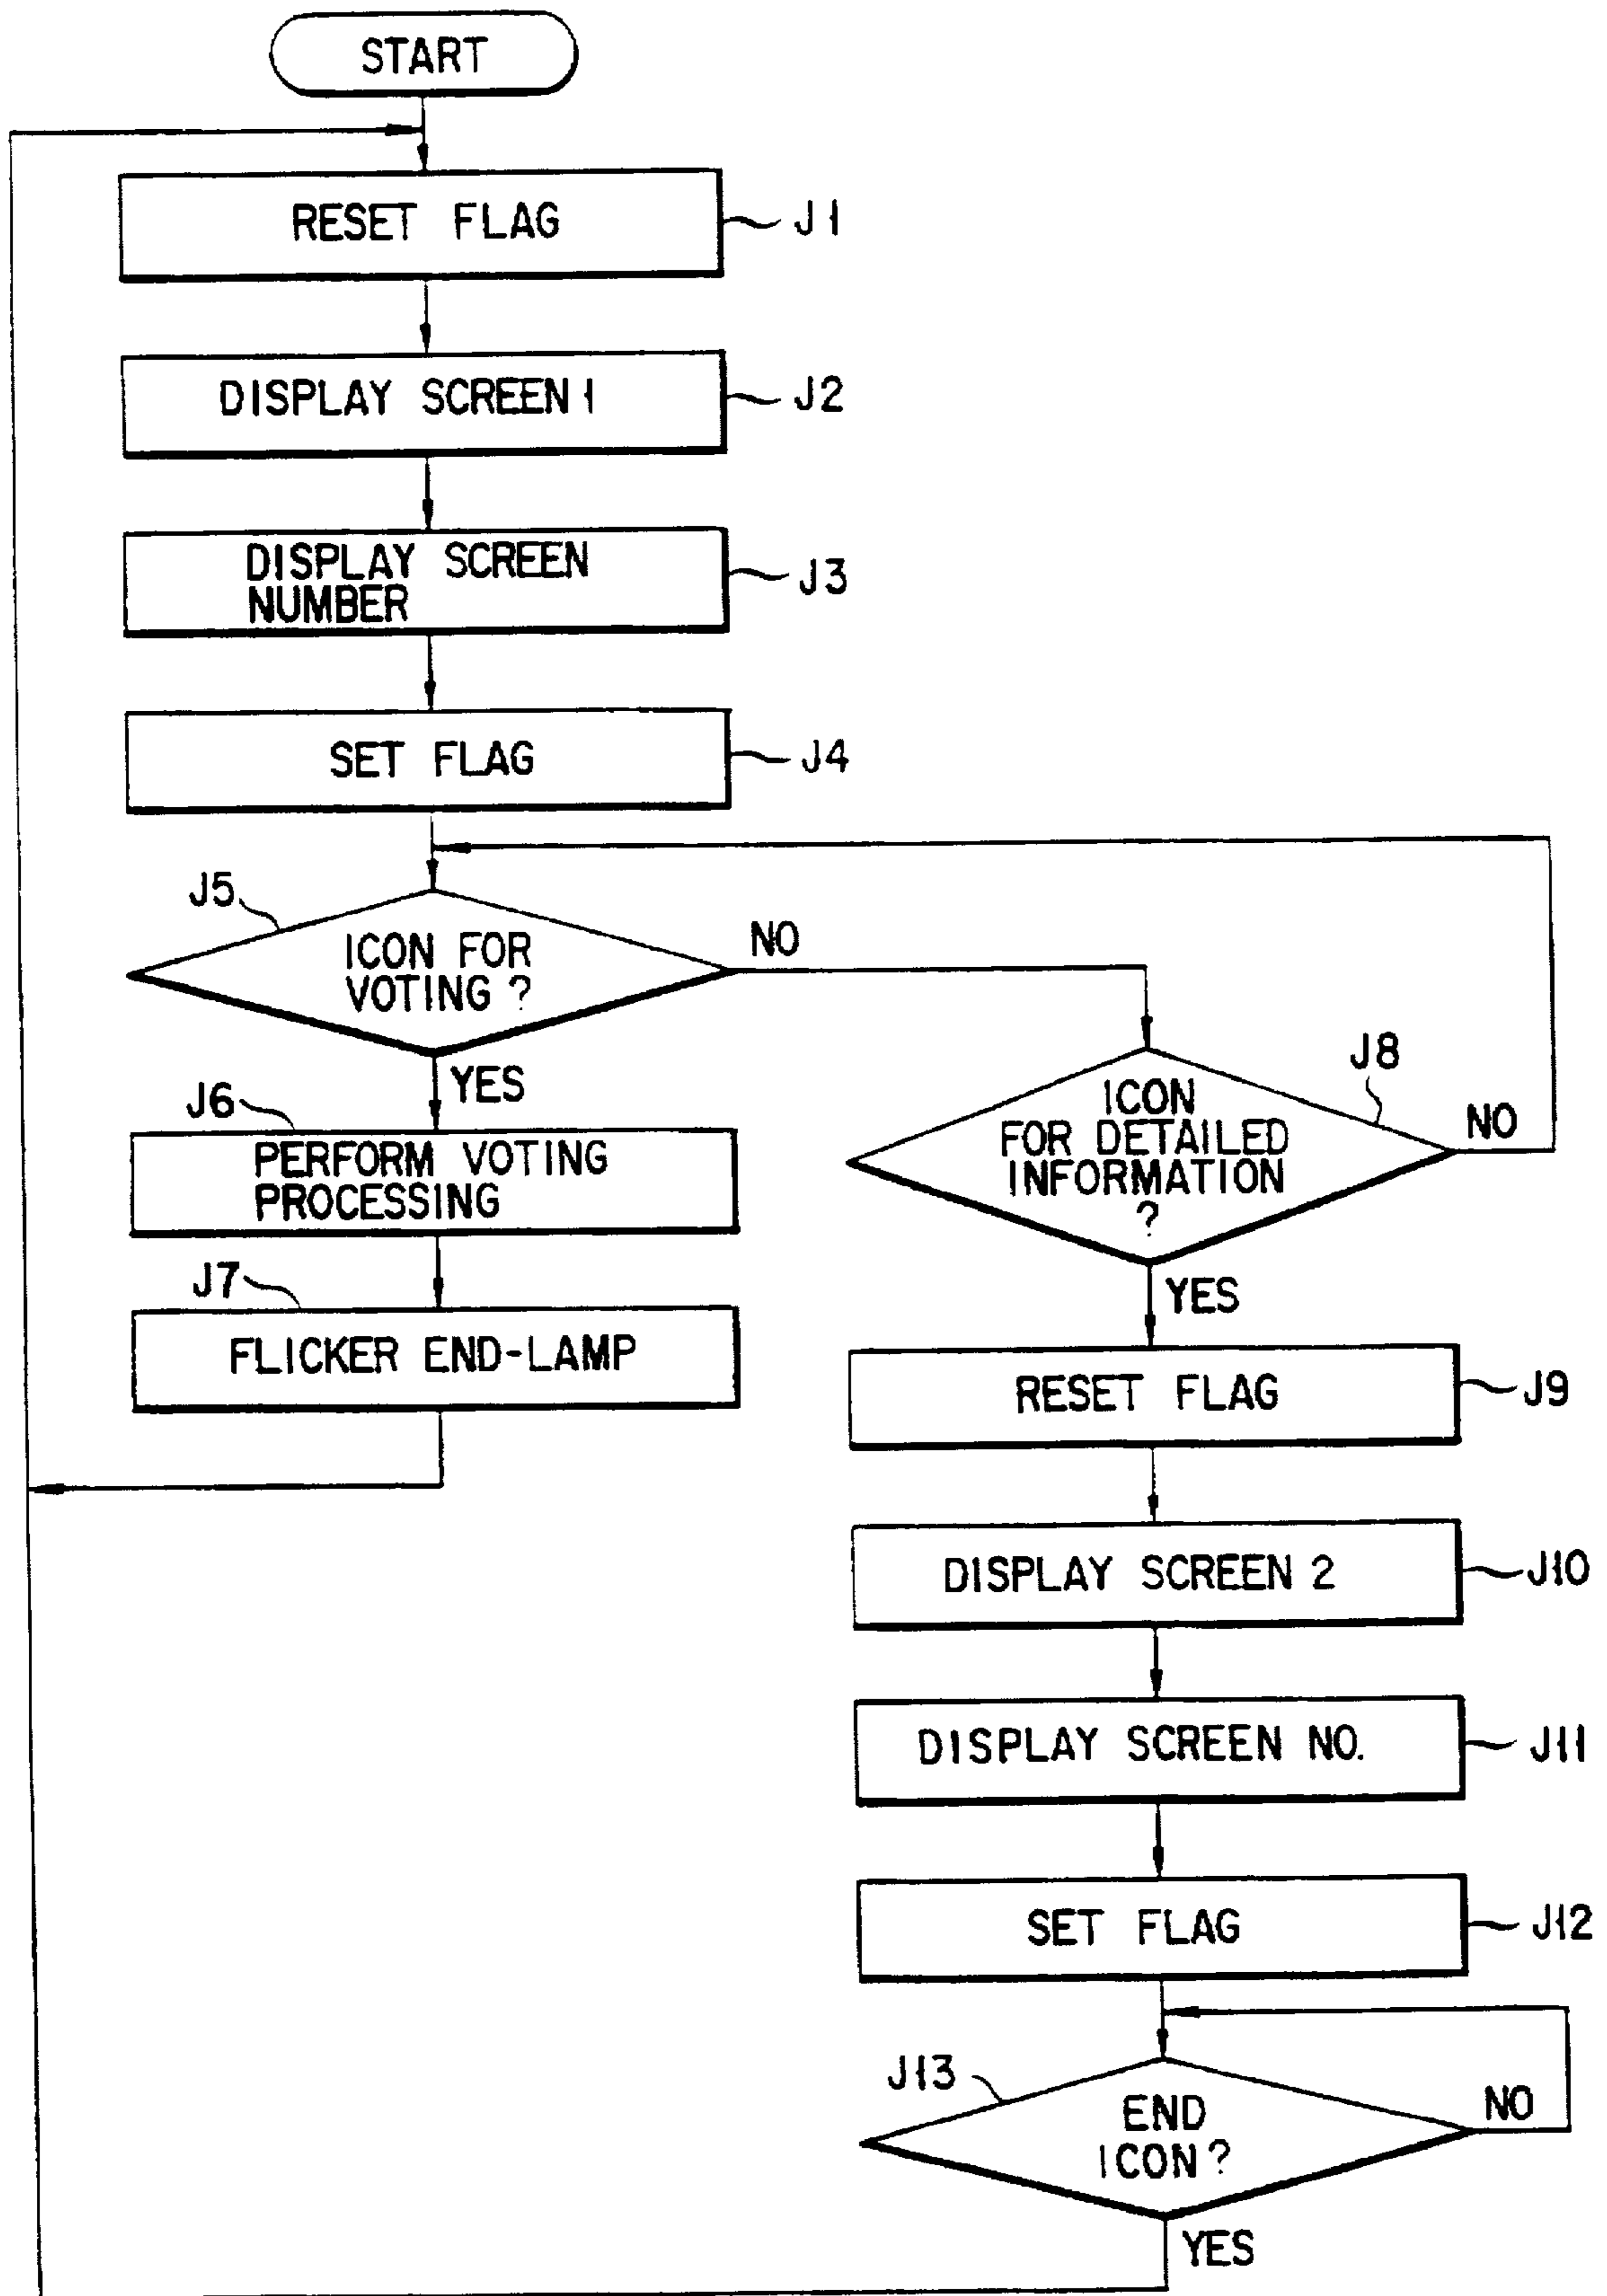 START
RESET FLAG
J1
DISPLAY SCREEN 1
J2
DISPLAY SCREEN
NUMBER
J3
SET FLAG
J4
J5
ICON FOR
VOTING ?
NO
YES
J6
PERFORM VOTING
PROCESSING
J7
FLICKER END-LAMP
J8
ICON
FOR DETAILED
INFORMATION
?
NO
YES
RESET FLAG
J9
DISPLAY SCREEN 2
J10
DISPLAY SCREEN NO.
J11
SET FLAG
J12
J13
END
ICON ?
NO
YES